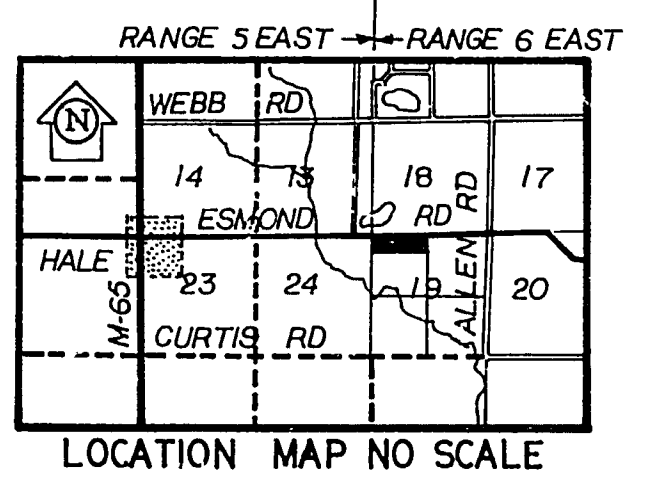 RANGE 5 EAST RANGE 6 EAST
N
WEBB RD
14 13 18 17
ESMOND RD
HALE
23 24 19 20
M-65
ALLEN RD
CURTIS RD
LOCATION MAP NO SCALE